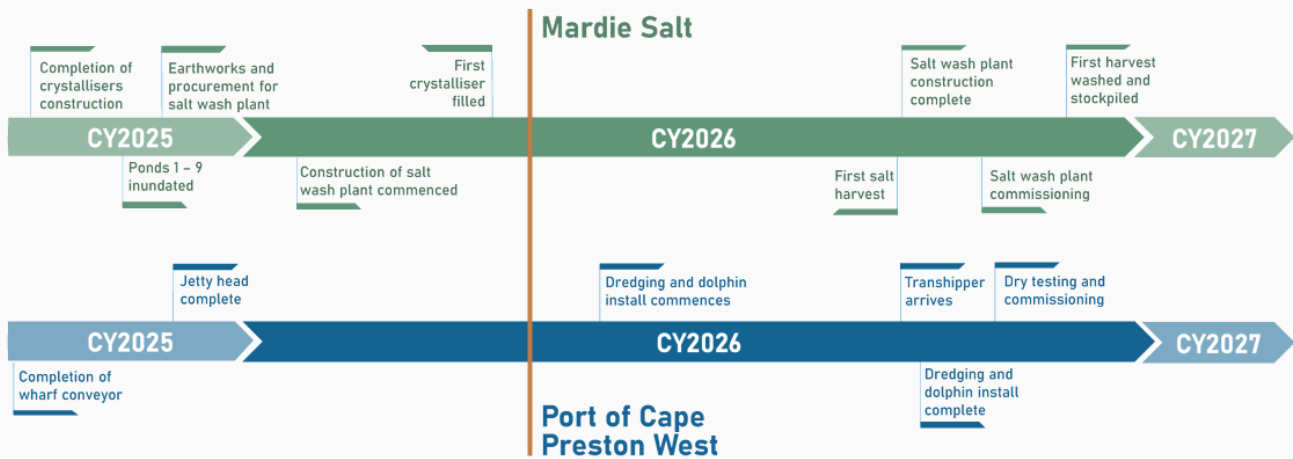 Mardie Salt
Completion of
crystallisers
construction
Earthworks and
procurement for
salt wash plant
First
crystalliser
filled
Salt wash plant
construction
complete
First harvest
washed and
stockpiled
CY2025
CY2026
CY2027
Ponds 1 – 9
inundated
Construction of salt
wash plant commenced
First salt
harvest
Salt wash plant
commissioning
Jetty head
complete
Dredging and dolphin
install commences
Transhipper
arrives
Dry testing and
commissioning
CY2025
CY2026
CY2027
Completion of
wharf conveyor
Dredging and
dolphin install
complete
Port of Cape
Preston West